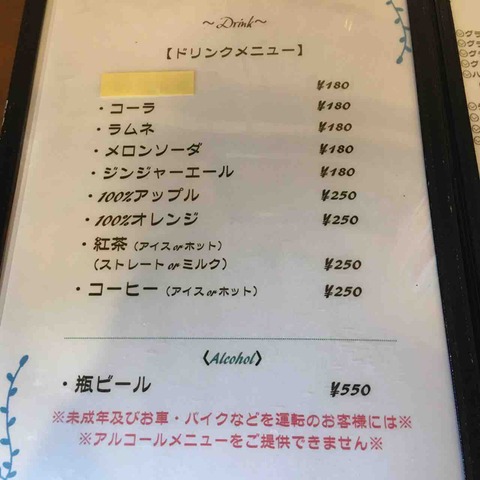 ～Drink～
【ドリンクメニュー】
¥180
・コーラ ¥180
・ラムネ ¥180
・メロンソーダ ¥180
・ジンジャーエール ¥180
・100%アップル ¥250
・100%オレンジ ¥250
・紅茶（アイスorホット）
（ストレートorミルク） ¥250
・コーヒー（アイスorホット） ¥250
《Alcohol》
・瓶ビール ¥550
※未成年及びお車・バイクなどを運転のお客様には※
※アルコールメニューをご提供できません※